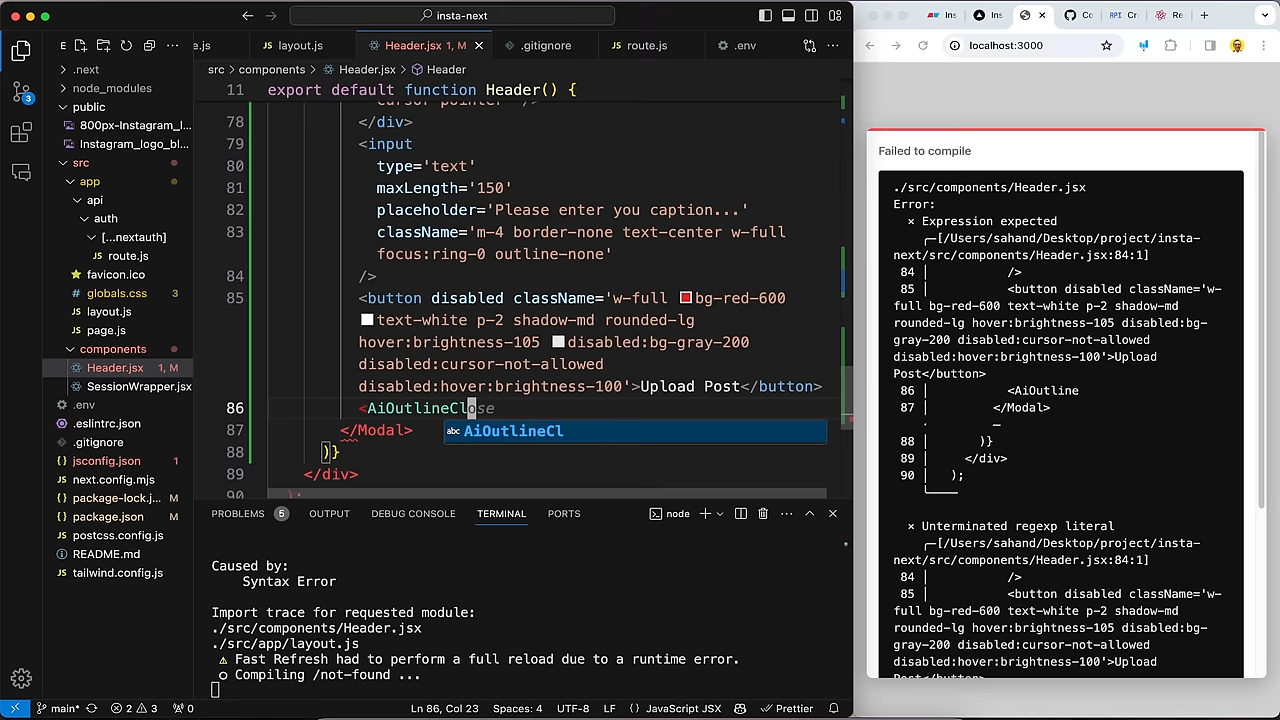 insta-next
E
e.js
layout.js
Header.jsx 1, M
.gitignore
route.js
.env
src > components > Header.jsx > Header
11 export default function Header() {
.next
node_modules
public
800px-Instagram_l...
Instagram_logo_bl...
src
app
api
auth
[...nextauth]
route.js
favicon.ico
globals.css 3
layout.js
page.js
components
Header.jsx 1, M
SessionWrapper.jsx
.env
.eslintrc.json
.gitignore
jsconfig.json 1
next.config.mjs
package-lock.j... M
package.json M
postcss.config.js
README.md
tailwind.config.js
3
cursor-pointer' />
78 </div>
79 <input
80 type='text'
81 maxLength='150'
82 placeholder='Please enter you caption...'
83 className='m-4 border-none text-center w-full
focus:ring-0 outline-none'
84 />
85 <button disabled className='w-full bg-red-600
text-white p-2 shadow-md rounded-lg
hover:brightness-105 disabled:bg-gray-200
disabled:cursor-not-allowed
disabled:hover:brightness-100'>Upload Post</button>
86 <AiOutlineClose
abc AiOutlineCl
87 </Modal>
88 )}
89 </div>
90 );
PROBLEMS 5 OUTPUT DEBUG CONSOLE TERMINAL PORTS
node
Caused by:
Syntax Error
Import trace for requested module:
./src/components/Header.jsx
./src/app/layout.js
⚠ Fast Refresh had to perform a full reload due to a runtime error.
○ Compiling /not-found ...
main* 2 3 0
Ln 86, Col 23 Spaces: 4 UTF-8 LF {} JavaScript JSX Prettier
Ins
Ins
Co
API Cr
Re
localhost:3000
Failed to compile
./src/components/Header.jsx
Error:
× Expression expected
╭─[/Users/sahand/Desktop/project/insta-
next/src/components/Header.jsx:84:1]
84 │ />
85 │ <button disabled className='w-
full bg-red-600 text-white p-2 shadow-md
rounded-lg hover:brightness-105 disabled:bg-
gray-200 disabled:cursor-not-allowed
disabled:hover:brightness-100'>Upload
Post</button>
86 │ <AiOutline
87 │ </Modal>
· ─
88 │ )}
89 │ </div>
90 │ );
╰────
× Unterminated regexp literal
╭─[/Users/sahand/Desktop/project/insta-
next/src/components/Header.jsx:84:1]
84 │ />
85 │ <button disabled className='w-
full bg-red-600 text-white p-2 shadow-md
rounded-lg hover:brightness-105 disabled:bg-
gray-200 disabled:cursor-not-allowed
disabled:hover:brightness-100'>Upload
Post</button>